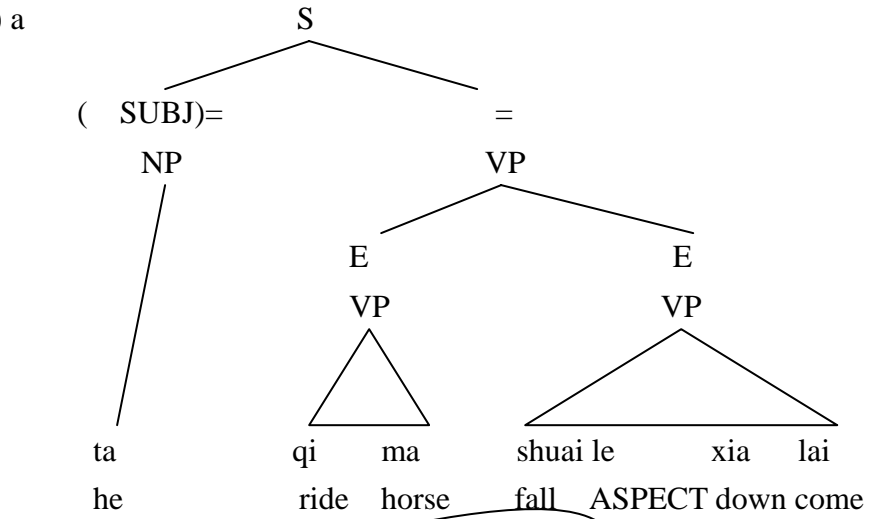 ) a
S
( SUBJ)= =
NP VP
E E
VP VP
ta qi ma shuai le xia lai
he ride horse fall ASPECT down come